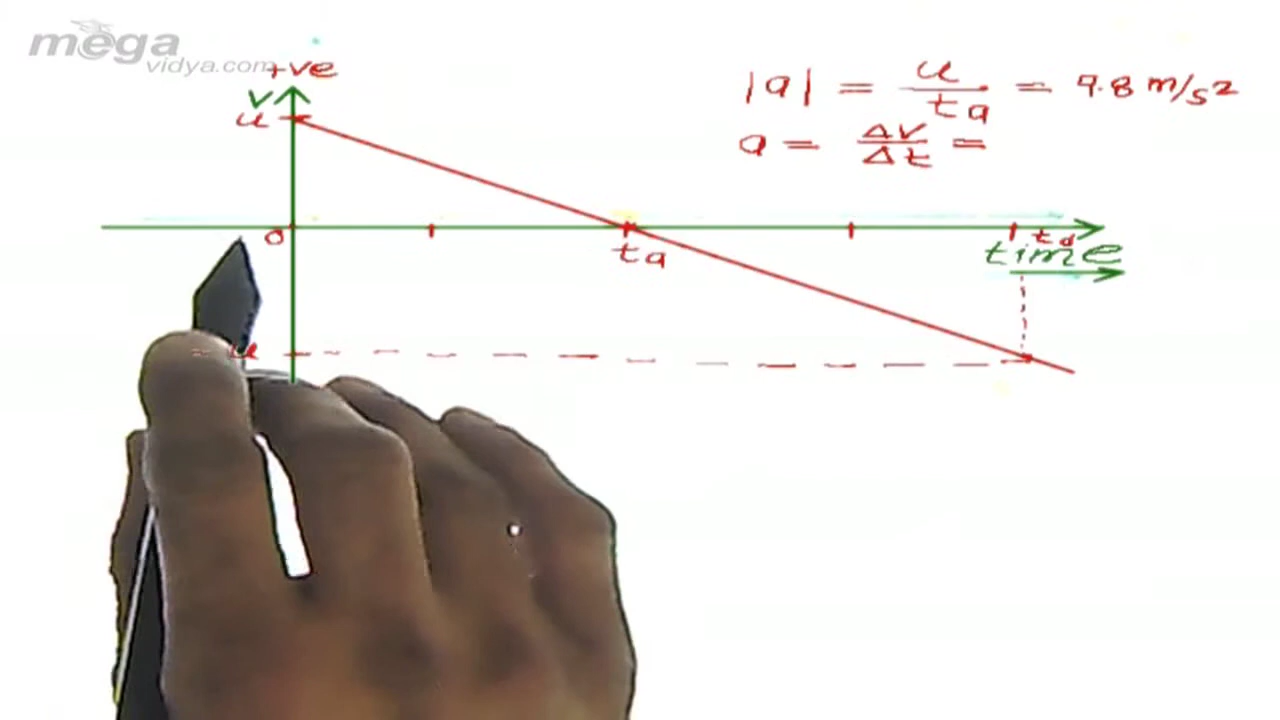 mega
vidya.com
+ve
v
u
|a| = u/ta = 9.8 m/s²
a = Δv/Δt =
0
ta
td
time
-u